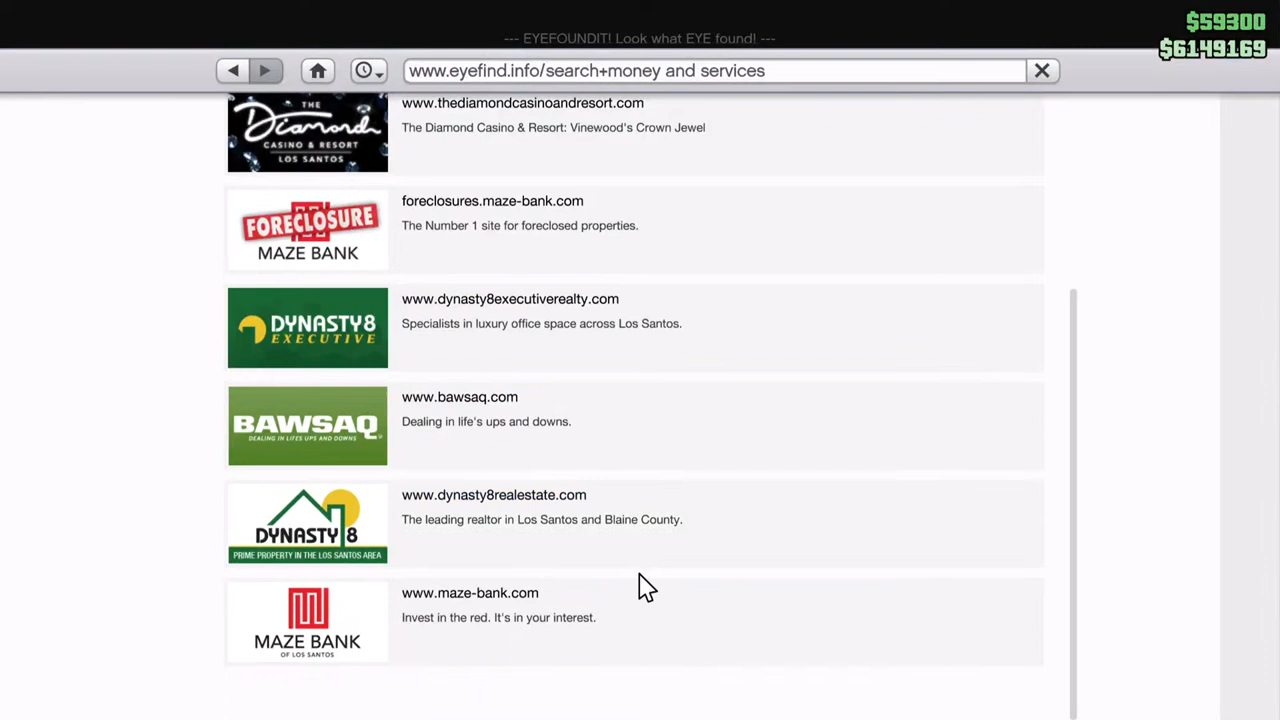 $59300
--- EYEFOUNDIT! Look what EYE found! ---
$6149169
www.eyefind.info/search+money and services
THE
Diamond
CASINO & RESORT
LOS SANTOS
www.thediamondcasinoandresort.com
The Diamond Casino & Resort: Vinewood's Crown Jewel
FORECLOSURE
MAZE BANK
foreclosures.maze-bank.com
The Number 1 site for foreclosed properties.
DYNASTY8
EXECUTIVE
www.dynasty8executiverealty.com
Specialists in luxury office space across Los Santos.
BAWSAQ
DEALING IN LIFES UPS AND DOWNS
www.bawsaq.com
Dealing in life's ups and downs.
DYNASTY 8
PRIME PROPERTY IN THE LOS SANTOS AREA
www.dynasty8realestate.com
The leading realtor in Los Santos and Blaine County.
MAZE BANK
OF LOS SANTOS
www.maze-bank.com
Invest in the red. It's in your interest.